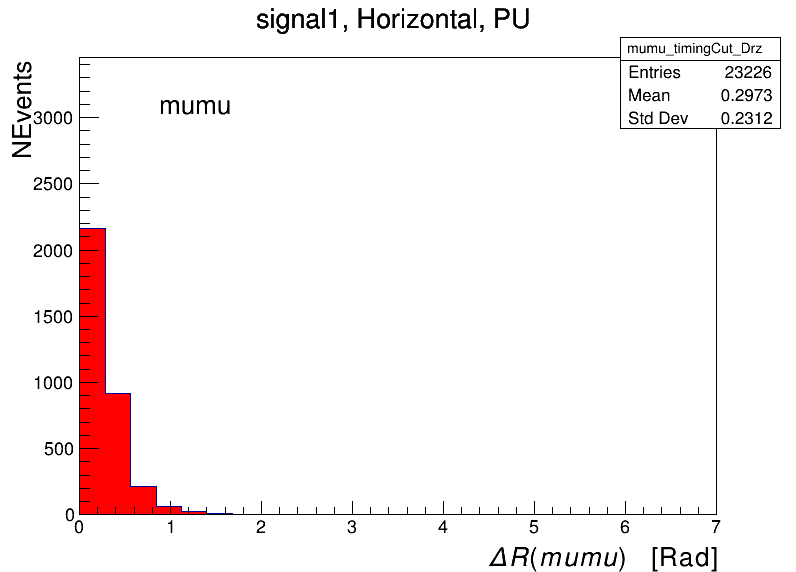 signal1, Horizontal, PU
mumu_timingCut_Drz
Entries 23226
Mean 0.2973
Std Dev 0.2312
NEvents
mumu
3000
2500
2000
1500
1000
500
0
0 1 2 3 4 5 6 7
ΔR(mumu) [Rad]